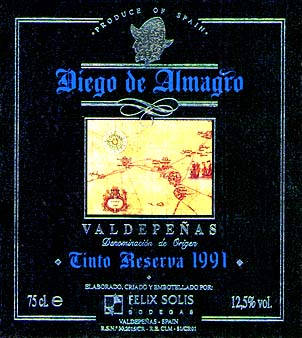 PRODUCE OF SPAIN
Diego de Almagro
VALDEPEÑAS
Denominación de Origen
Tinto Reserva 1991
ELABORADO, CRIADO Y EMBOTELLADO POR:
75 cl. e
FELIX SOLIS
BODEGAS
12,5% vol.
VALDEPEÑAS - SPAIN